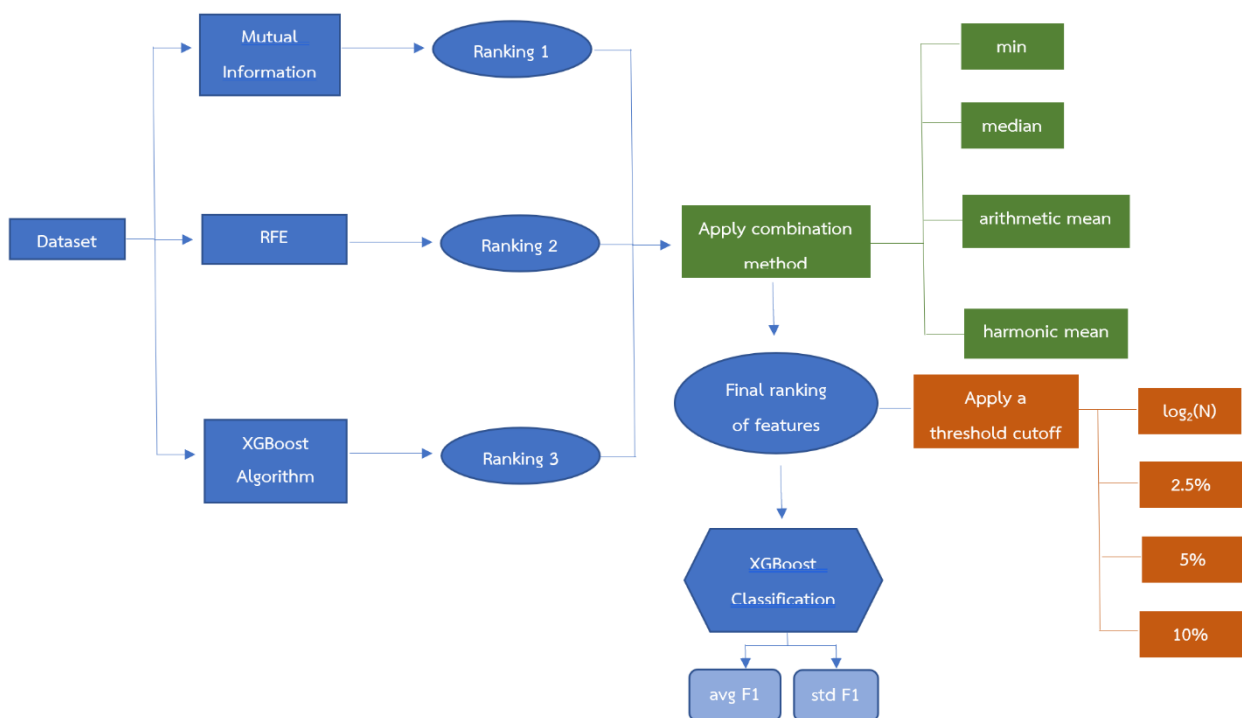 Mutual
Information
Ranking 1
min
median
Dataset
RFE
Ranking 2
Apply combination
method
arithmetic mean
harmonic mean
XGBoost
Algorithm
Ranking 3
Final ranking
of features
Apply a
threshold cutoff
log₂(N)
2.5%
5%
10%
XGBoost
Classification
avg F1
std F1